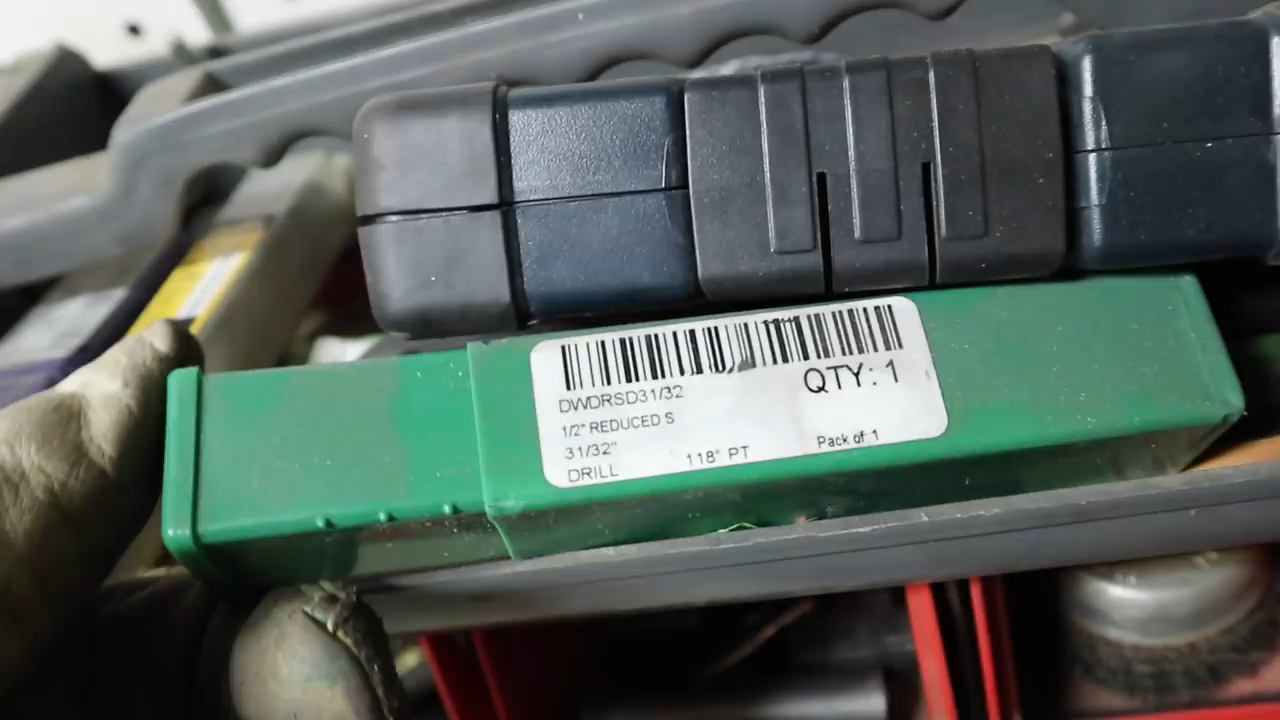 DWDRSD31/32
QTY: 1
1/2" REDUCED S
31/32"
DRILL
118° PT
Pack of 1